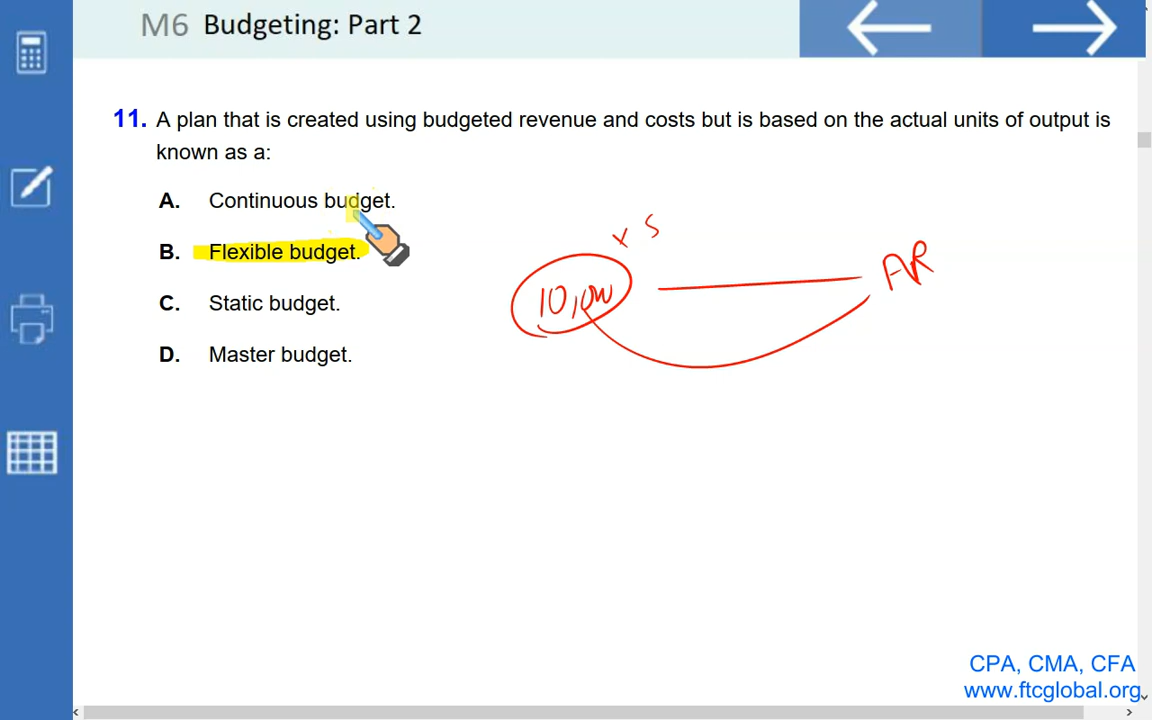 M6 Budgeting: Part 2
11. A plan that is created using budgeted revenue and costs but is based on the actual units of output is
known as a:
A. Continuous budget.
B. Flexible budget.
C. Static budget.
D. Master budget.
x 5
10,000
AR
CPA, CMA, CFA
www.ftcglobal.org